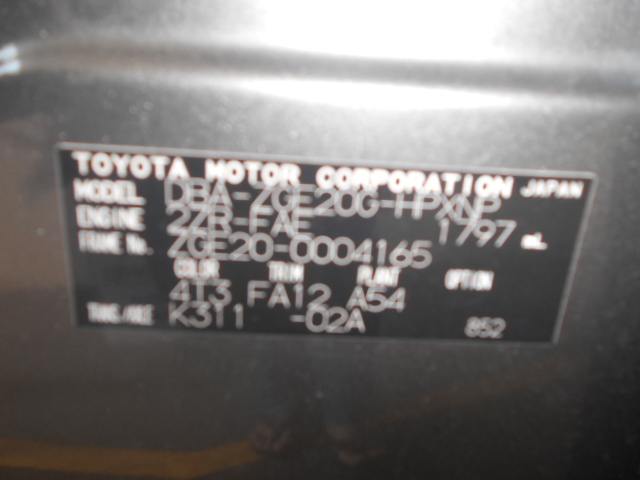 TOYOTA MOTOR CORPORATION JAPAN
MODEL DBA-ZGE20G-HPXNP
ENGINE 2ZR-FAE 1797 mL
FRAME No. ZGE20-0004165
COLOR TRIM PLANT OPTION
4T3 FA12 A54
TRANS/AXLE K311 -02A 852